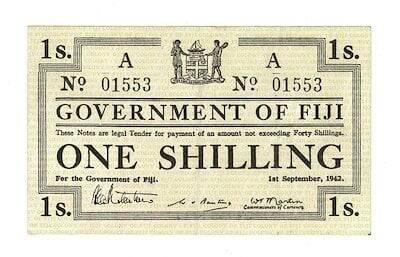 1s. A A 1s.
Nº 01553 Nº 01553
GOVERNMENT OF FIJI
These Notes are legal Tender for payment of an amount not exceeding Forty Shillings.
ONE SHILLING
For the Government of Fiji. 1st September, 1942.
Commissioners of Currency.
1s. 1s.